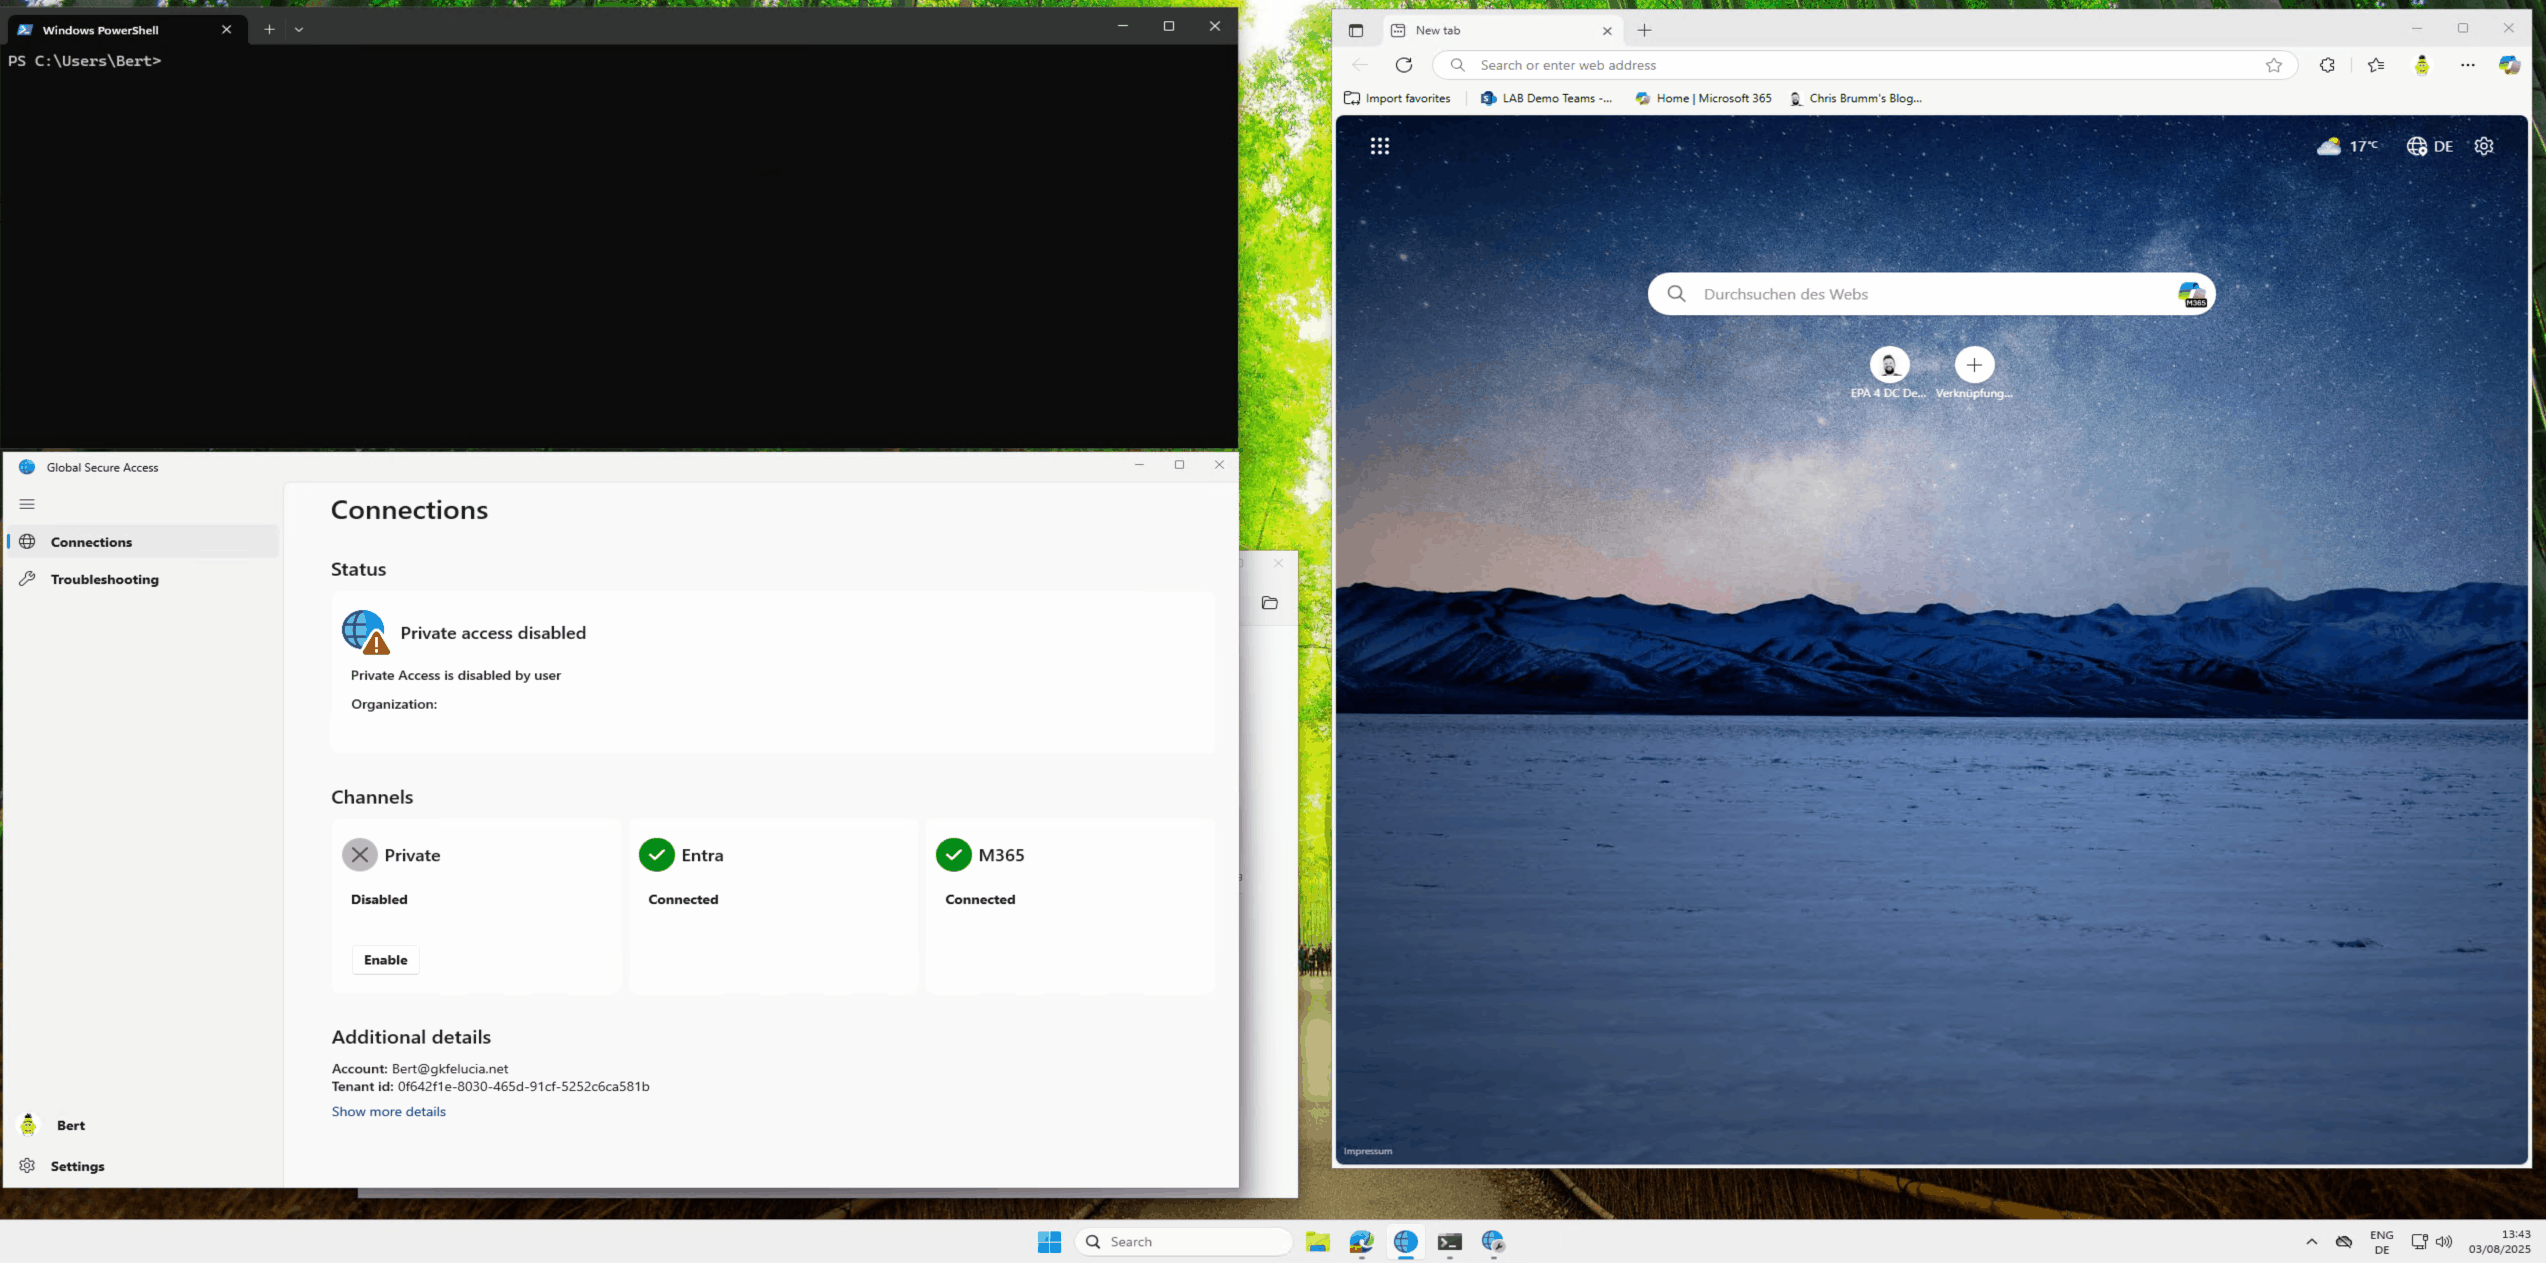 Windows PowerShell
PS C:\Users\Bert>
Global Secure Access
Connections
Troubleshooting
Bert
Settings
Connections
Status
Private access disabled
Private Access is disabled by user
Organization:
Channels
Private
Disabled
Enable
Entra
Connected
M365
Connected
Additional details
Account: Bert@gkfelucia.net
Tenant id: 0f642f1e-8030-465d-91cf-5252c6ca581b
Show more details
New tab
Search or enter web address
Import favorites
LAB Demo Teams -...
Home | Microsoft 365
Chris Brumm's Blog...
17°C
DE
Durchsuchen des Webs
M365
EPA 4 DC De...
Verknüpfung...
Impressum
Search
ENG
DE
13:43
03/08/2025